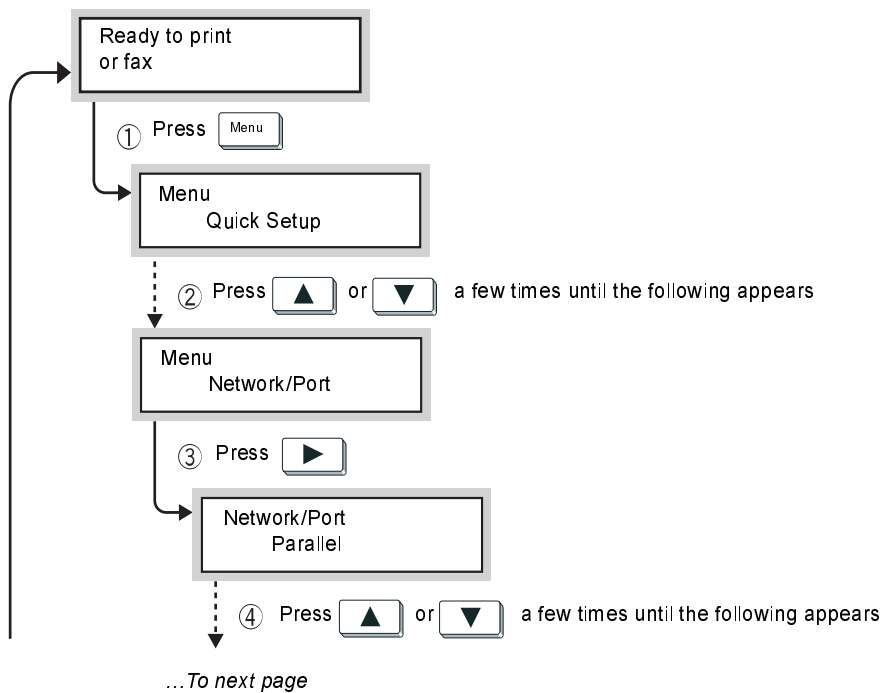 Ready to print
or fax
① Press Menu
Menu
Quick Setup
② Press ▲ or ▼ a few times until the following appears
Menu
Network/Port
③ Press ▶
Network/Port
Parallel
④ Press ▲ or ▼ a few times until the following appears
...To next page